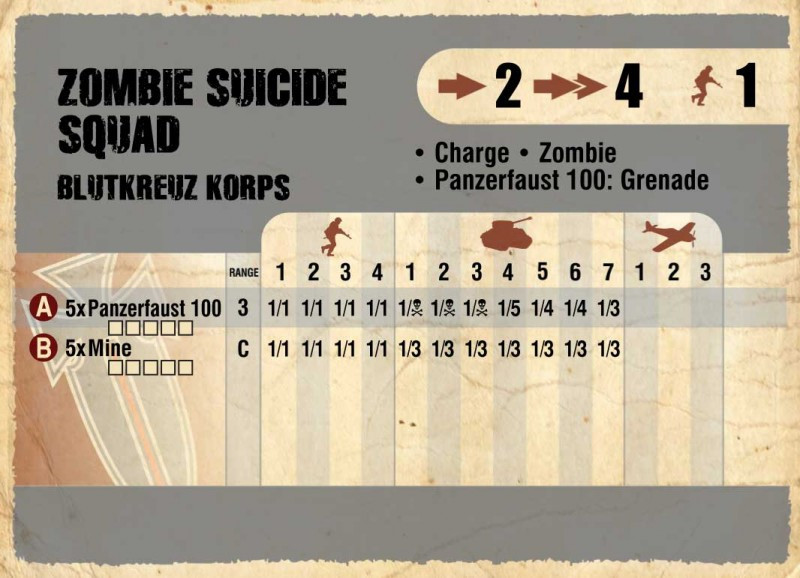 ZOMBIE SUICIDE
SQUAD
BLUTKREUZ KORPS
2 4 1
• Charge • Zombie
• Panzerfaust 100: Grenade
RANGE 1 2 3 4 1 2 3 4 5 6 7 1 2 3
A 5x Panzerfaust 100 3 1/1 1/1 1/1 1/1 1/☠ 1/☠ 1/☠ 1/5 1/4 1/4 1/3
B 5x Mine C 1/1 1/1 1/1 1/1 1/3 1/3 1/3 1/3 1/3 1/3 1/3